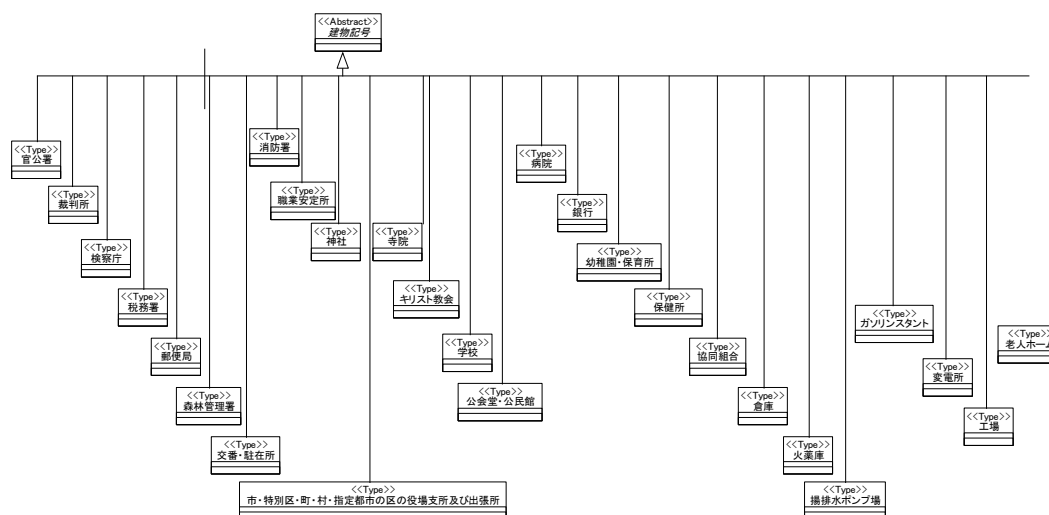 <<Abstract>>
建物記号
<<Type>>
官公署
<<Type>>
裁判所
<<Type>>
検察庁
<<Type>>
税務署
<<Type>>
郵便局
<<Type>>
森林管理署
<<Type>>
交番・駐在所
<<Type>>
消防署
<<Type>>
職業安定所
<<Type>>
神社
<<Type>>
市・特別区・町・村・指定都市の区の役場支所及び出張所
<<Type>>
寺院
<<Type>>
キリスト教会
<<Type>>
学校
<<Type>>
公会堂・公民館
<<Type>>
病院
<<Type>>
銀行
<<Type>>
幼稚園・保育所
<<Type>>
保健所
<<Type>>
協同組合
<<Type>>
倉庫
<<Type>>
火薬庫
<<Type>>
揚排水ポンプ場
<<Type>>
ガソリンスタント
<<Type>>
変電所
<<Type>>
工場
<<Type>>
老人ホーム